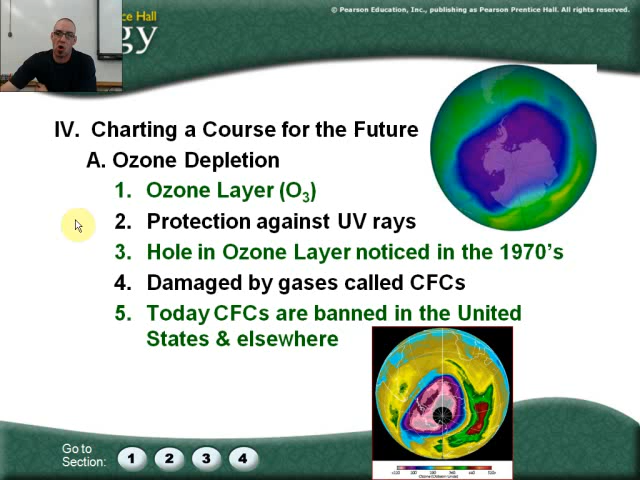 © Pearson Education, Inc., publishing as Pearson Prentice Hall. All rights reserved.
ce Hall
gy
IV. Charting a Course for the Future
A. Ozone Depletion
1. Ozone Layer (O3)
2. Protection against UV rays
3. Hole in Ozone Layer noticed in the 1970's
4. Damaged by gases called CFCs
5. Today CFCs are banned in the United
States & elsewhere
Go to
Section:
1 2 3 4